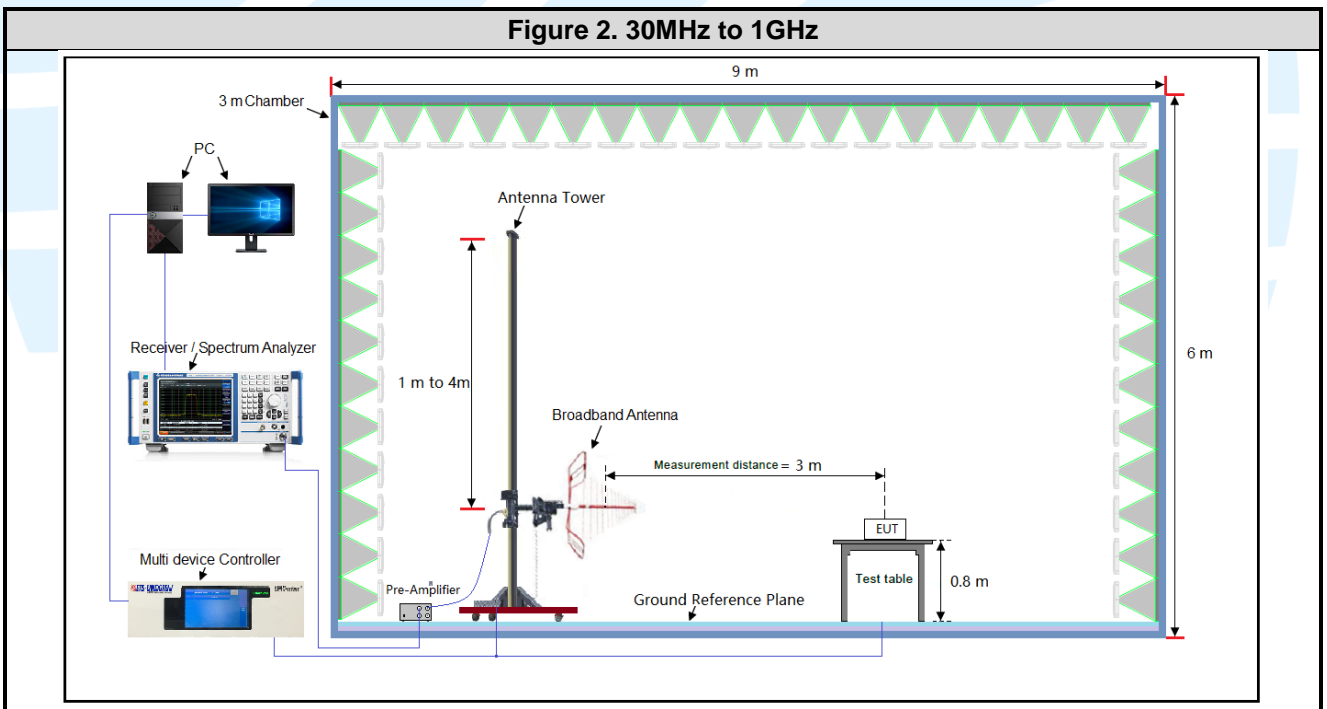 Figure 2. 30MHz to 1GHz
9 m
3 m Chamber
PC
Antenna Tower
Receiver / Spectrum Analyzer
1 m to 4m
6 m
Broadband Antenna
Measurement distance = 3 m
EUT
Multi device Controller
Pre-Amplifier
Test table
0.8 m
Ground Reference Plane